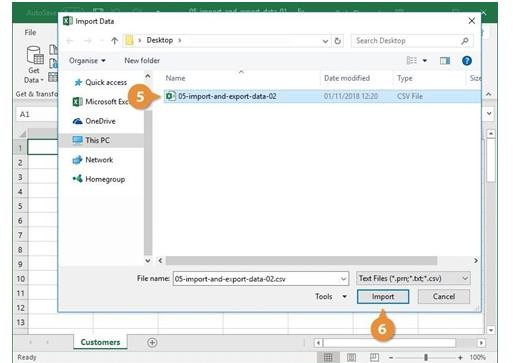 AutoSave
05-import-and-export-data-01
Import Data
File
Desktop
Search Desktop
Organise
New folder
Get
Data
Get & Transfo
Quick access
Microsoft Exc
OneDrive
This PC
Network
Homegroup
Name
Date modified
Type
Size
5
05-import-and-export-data-02
01/11/2018 12:20
CSV File
A1
1
2
3
4
5
6
7
8
9
10
11
12
13
14
File name:
05-import-and-export-data-02.csv
Text Files (*.prn;*.txt;*.csv)
Tools
Import
Cancel
6
Customers
Ready
100%